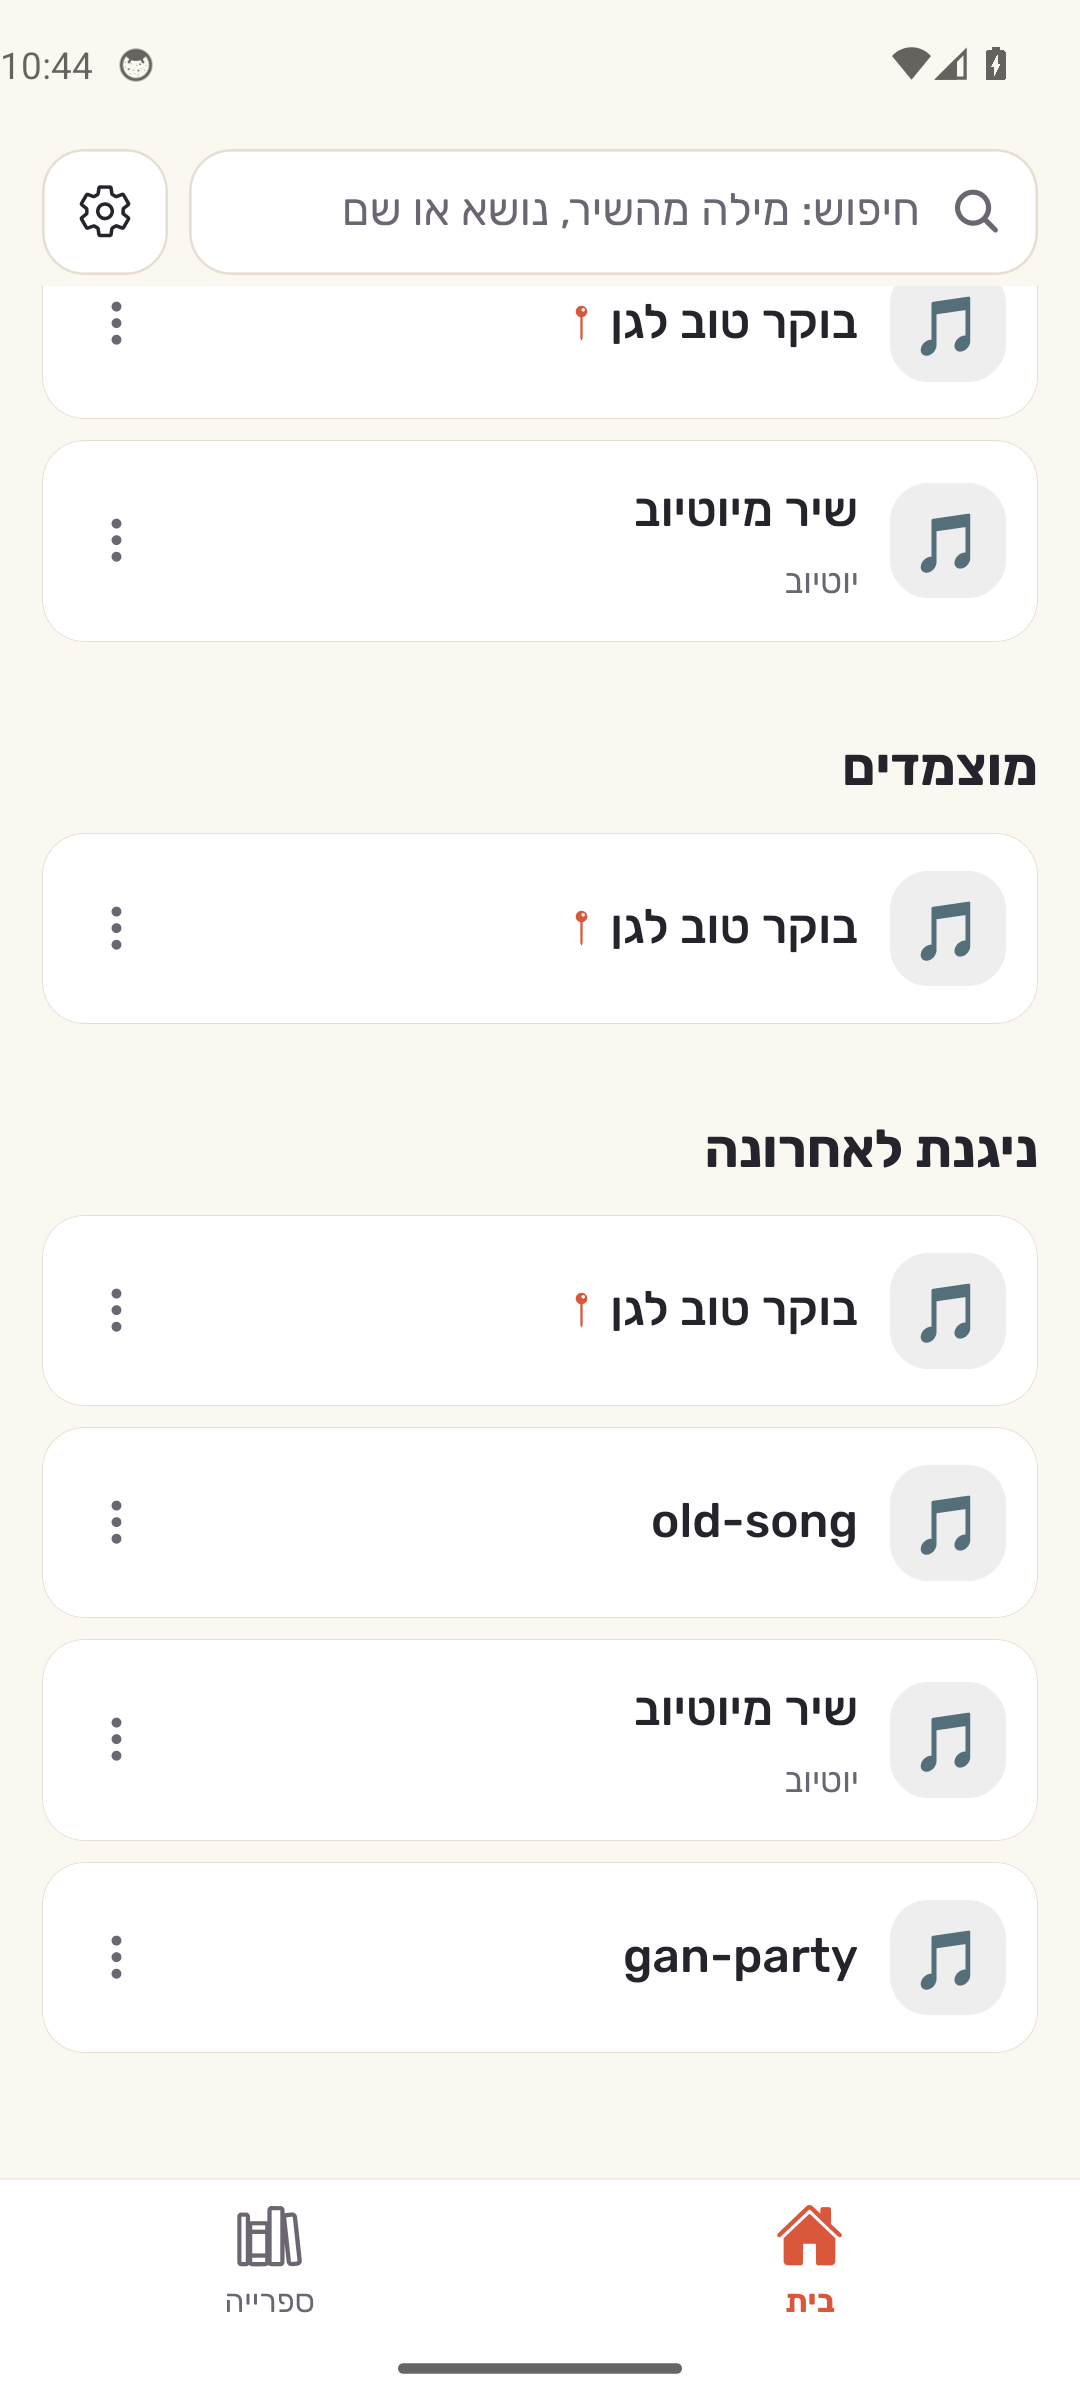 10:44
חיפוש: מילה מהשיר, נושא או שם
בוקר טוב לגן
שיר מיוטיוב
יוטיוב
מוצמדים
בוקר טוב לגן
ניגנת לאחרונה
בוקר טוב לגן
old-song
שיר מיוטיוב
יוטיוב
gan-party
בית
ספרייה